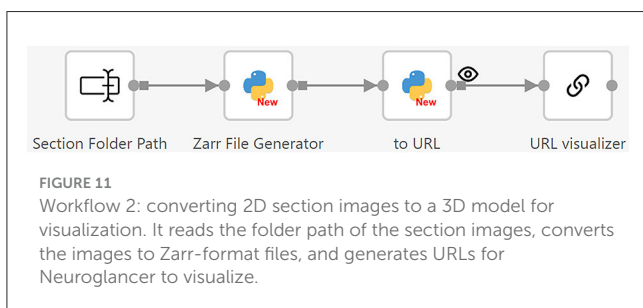 New
New
Section Folder Path Zarr File Generator to URL URL visualizer
FIGURE 11
Workflow 2: converting 2D section images to a 3D model for
visualization. It reads the folder path of the section images, converts
the images to Zarr-format files, and generates URLs for
Neuroglancer to visualize.